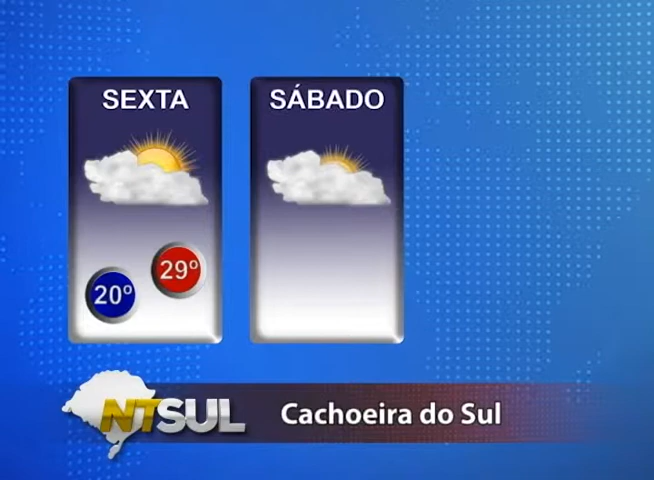 SEXTA
SÁBADO
29º
20º
NTSUL
Cachoeira do Sul